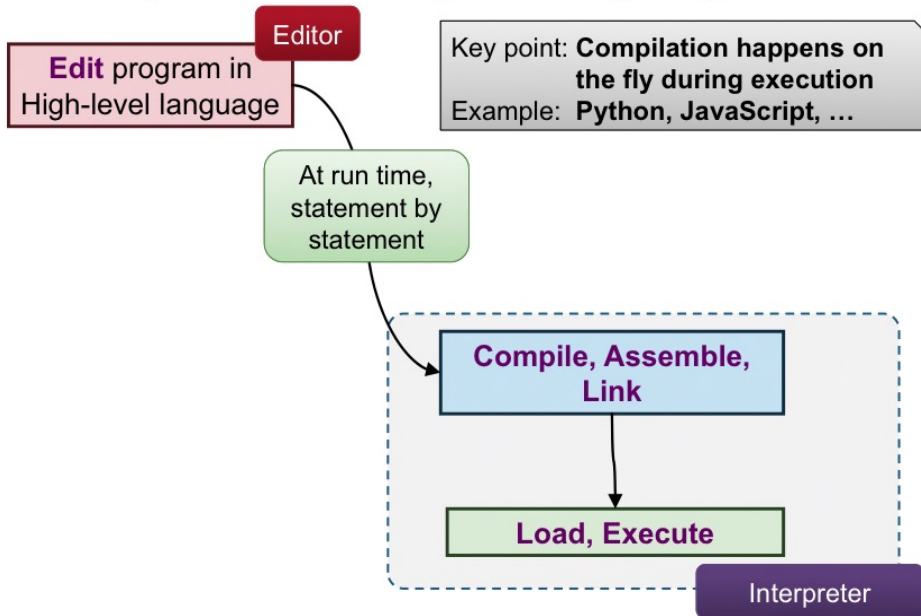 Editor
Edit program in
High-level language
Key point: Compilation happens on
the fly during execution
Example: Python, JavaScript, ...
At run time,
statement by
statement
Compile, Assemble,
Link
Load, Execute
Interpreter